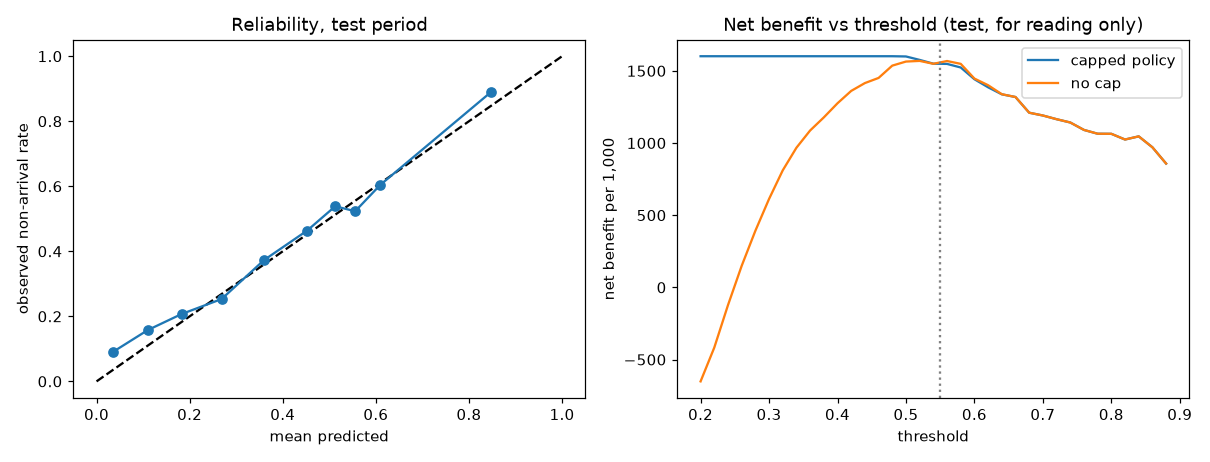 Reliability, test period
observed non-arrival rate
1.0
0.8
0.6
0.4
0.2
0.0
0.0 0.2 0.4 0.6 0.8 1.0
mean predicted
Net benefit vs threshold (test, for reading only)
net benefit per 1,000
1500
1000
500
0
−500
capped policy
no cap
0.2 0.3 0.4 0.5 0.6 0.7 0.8 0.9
threshold